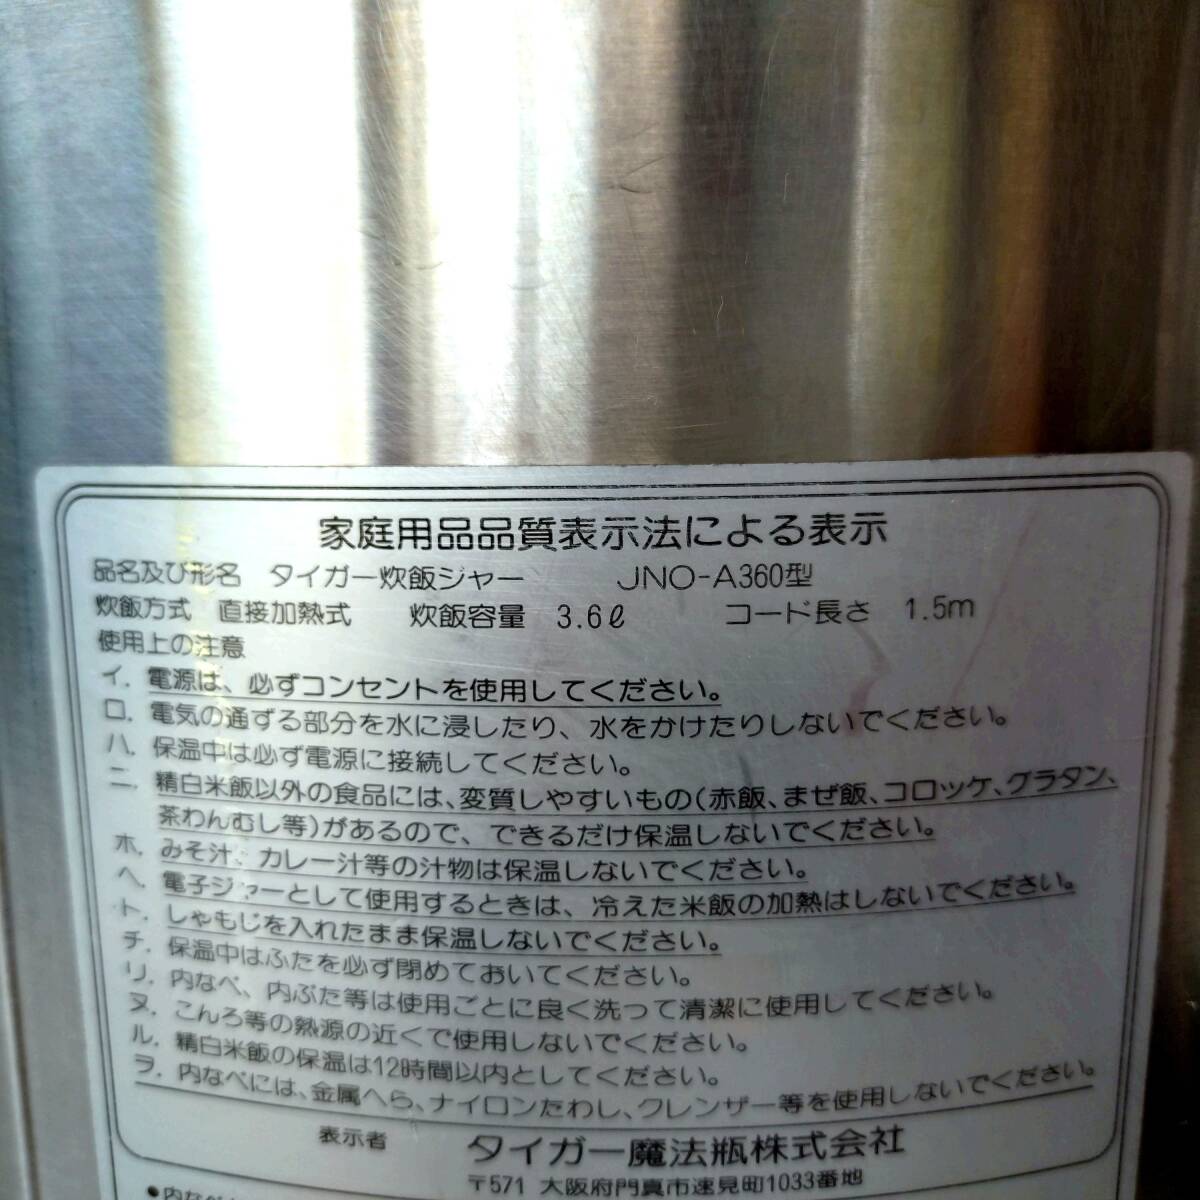 家庭用品品質表示法による表示
品名及び形名 タイガー炊飯ジャー JNO-A360型
炊飯方式 直接加熱式 炊飯容量 3.6ℓ コード長さ 1.5m
使用上の注意
イ. 電源は、必ずコンセントを使用してください。
ロ. 電気の通ずる部分を水に浸したり、水をかけたりしないでください。
ハ. 保温中は必ず電源に接続してください。
ニ. 精白米飯以外の食品には、変質しやすいもの(赤飯、まぜ飯、コロッケ、グラタン、
茶わんむし等)があるので、できるだけ保温しないでください。
ホ. みそ汁、カレー汁等の汁物は保温しないでください。
ヘ. 電子ジャーとして使用するときは、冷えた米飯の加熱はしないでください。
ト. しゃもじを入れたまま保温しないでください。
チ. 保温中はふたを必ず閉めておいてください。
リ. 内なべ、内ぶた等は使用ごとに良く洗って清潔に使用してください。
ヌ. こんろ等の熱源の近くで使用しないでください。
ル. 精白米飯の保温は12時間以内としてください。
ヲ. 内なべには、金属へら、ナイロンたわし、クレンザー等を使用しないでください。
表示者 タイガー魔法瓶株式会社
〒571 大阪府門真市速見町1033番地
●内なべ